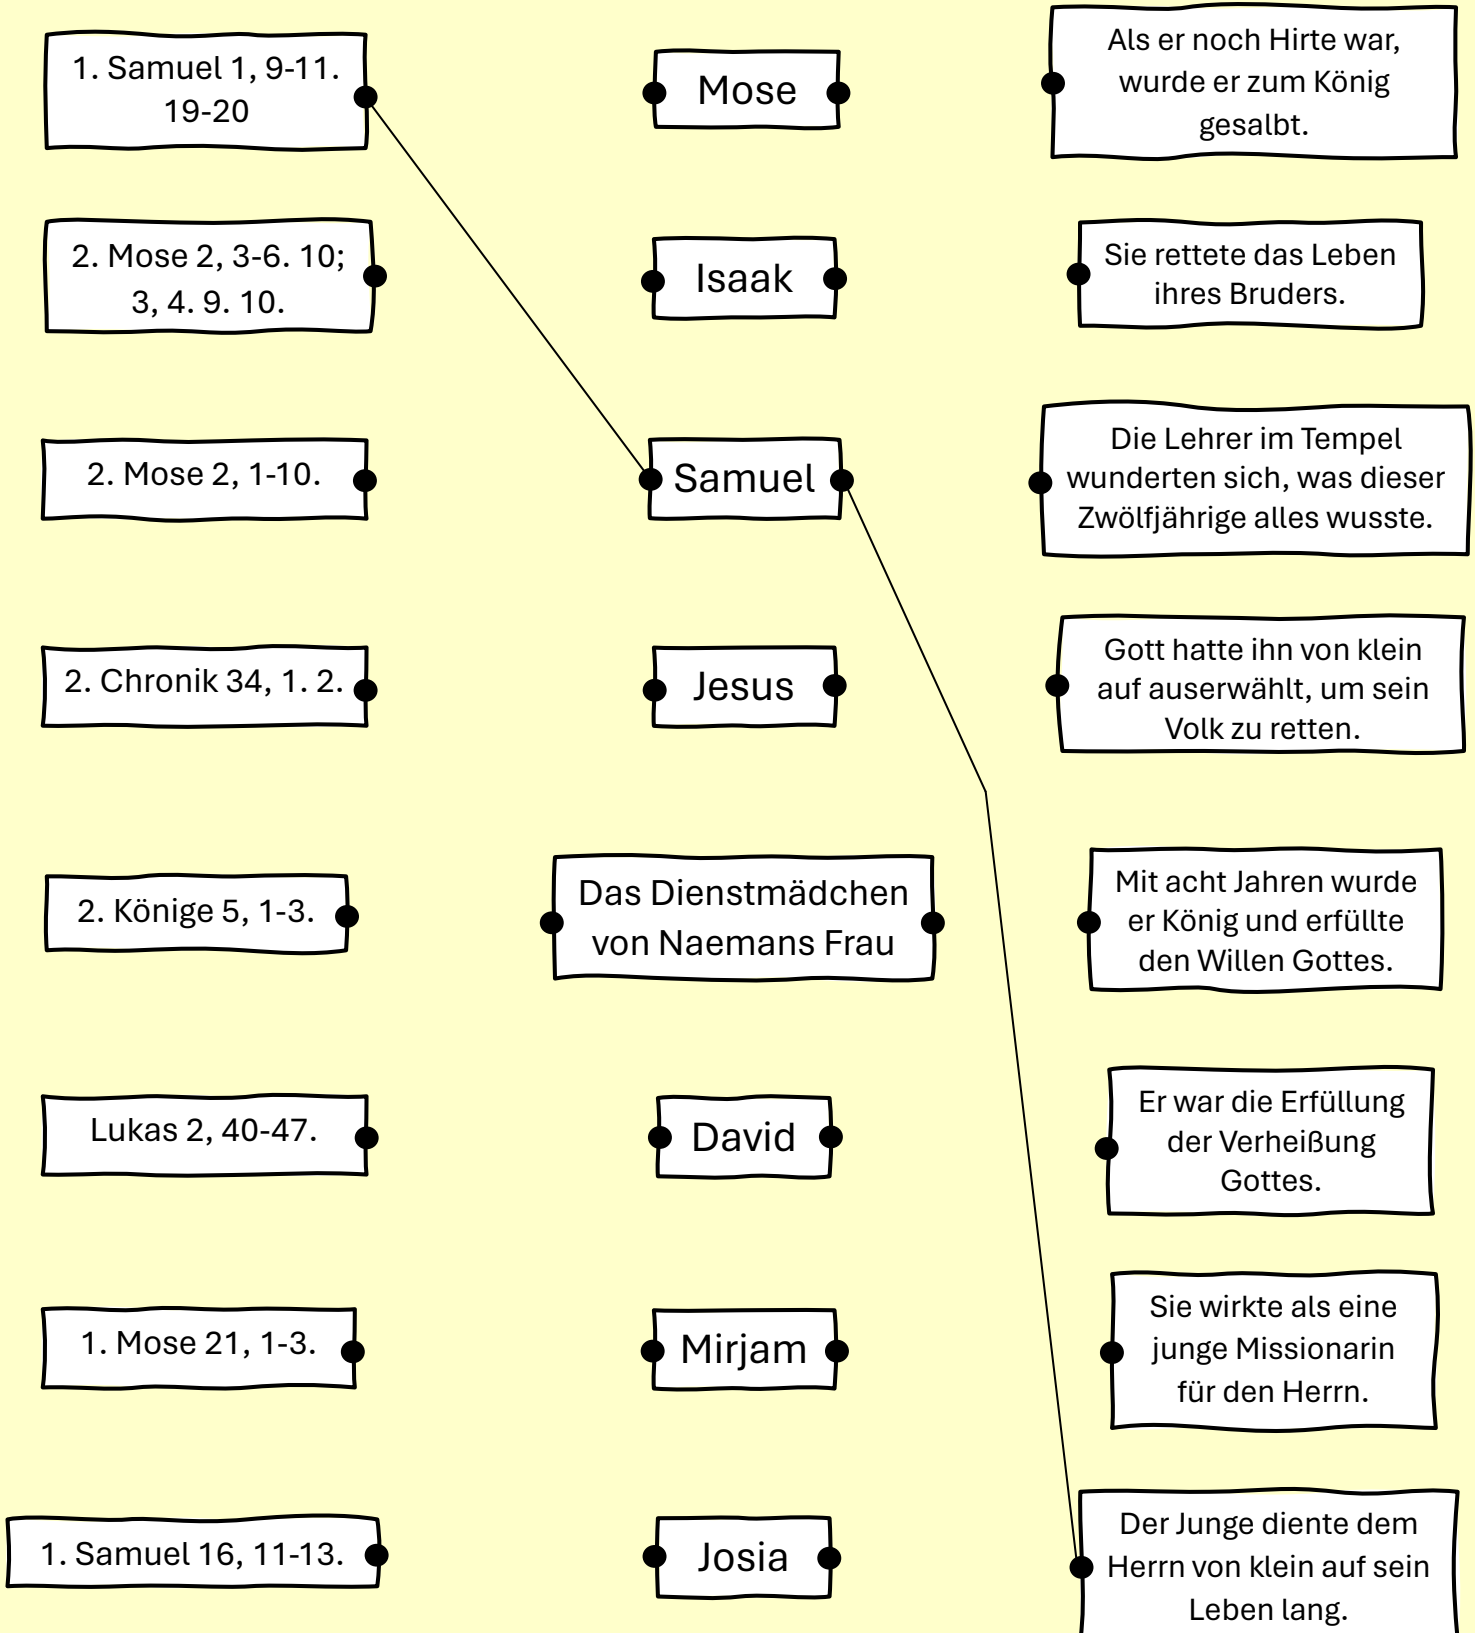 1. Samuel 1, 9-11.
19-20
Mose
Als er noch Hirte war,
wurde er zum König
gesalbt.
2. Mose 2, 3-6. 10;
3, 4. 9. 10.
Isaak
Sie rettete das Leben
ihres Bruders.
2. Mose 2, 1-10.
Samuel
Die Lehrer im Tempel
wunderten sich, was dieser
Zwölfjährige alles wusste.
2. Chronik 34, 1. 2.
Jesus
Gott hatte ihn von klein
auf auserwählt, um sein
Volk zu retten.
2. Könige 5, 1-3.
Das Dienstmädchen
von Naemans Frau
Mit acht Jahren wurde
er König und erfüllte
den Willen Gottes.
Lukas 2, 40-47.
David
Er war die Erfüllung
der Verheißung
Gottes.
1. Mose 21, 1-3.
Mirjam
Sie wirkte als eine
junge Missionarin
für den Herrn.
1. Samuel 16, 11-13.
Josia
Der Junge diente dem
Herrn von klein auf sein
Leben lang.